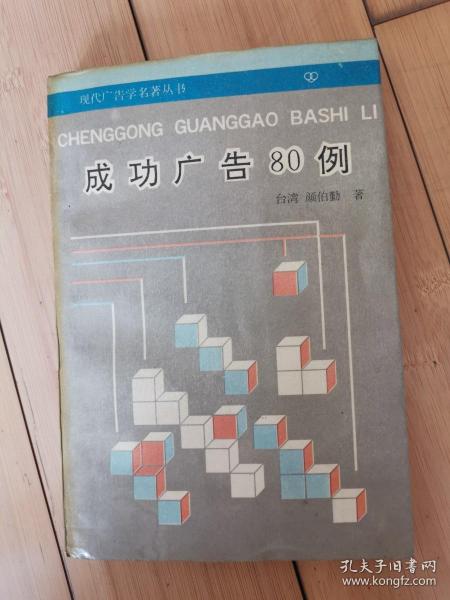 现代广告学名著丛书
CHENGGONG GUANGGAO BASHI LI
成功广告80例
台湾 颜伯勤 著
孔夫子旧书网
www.kongfz.com